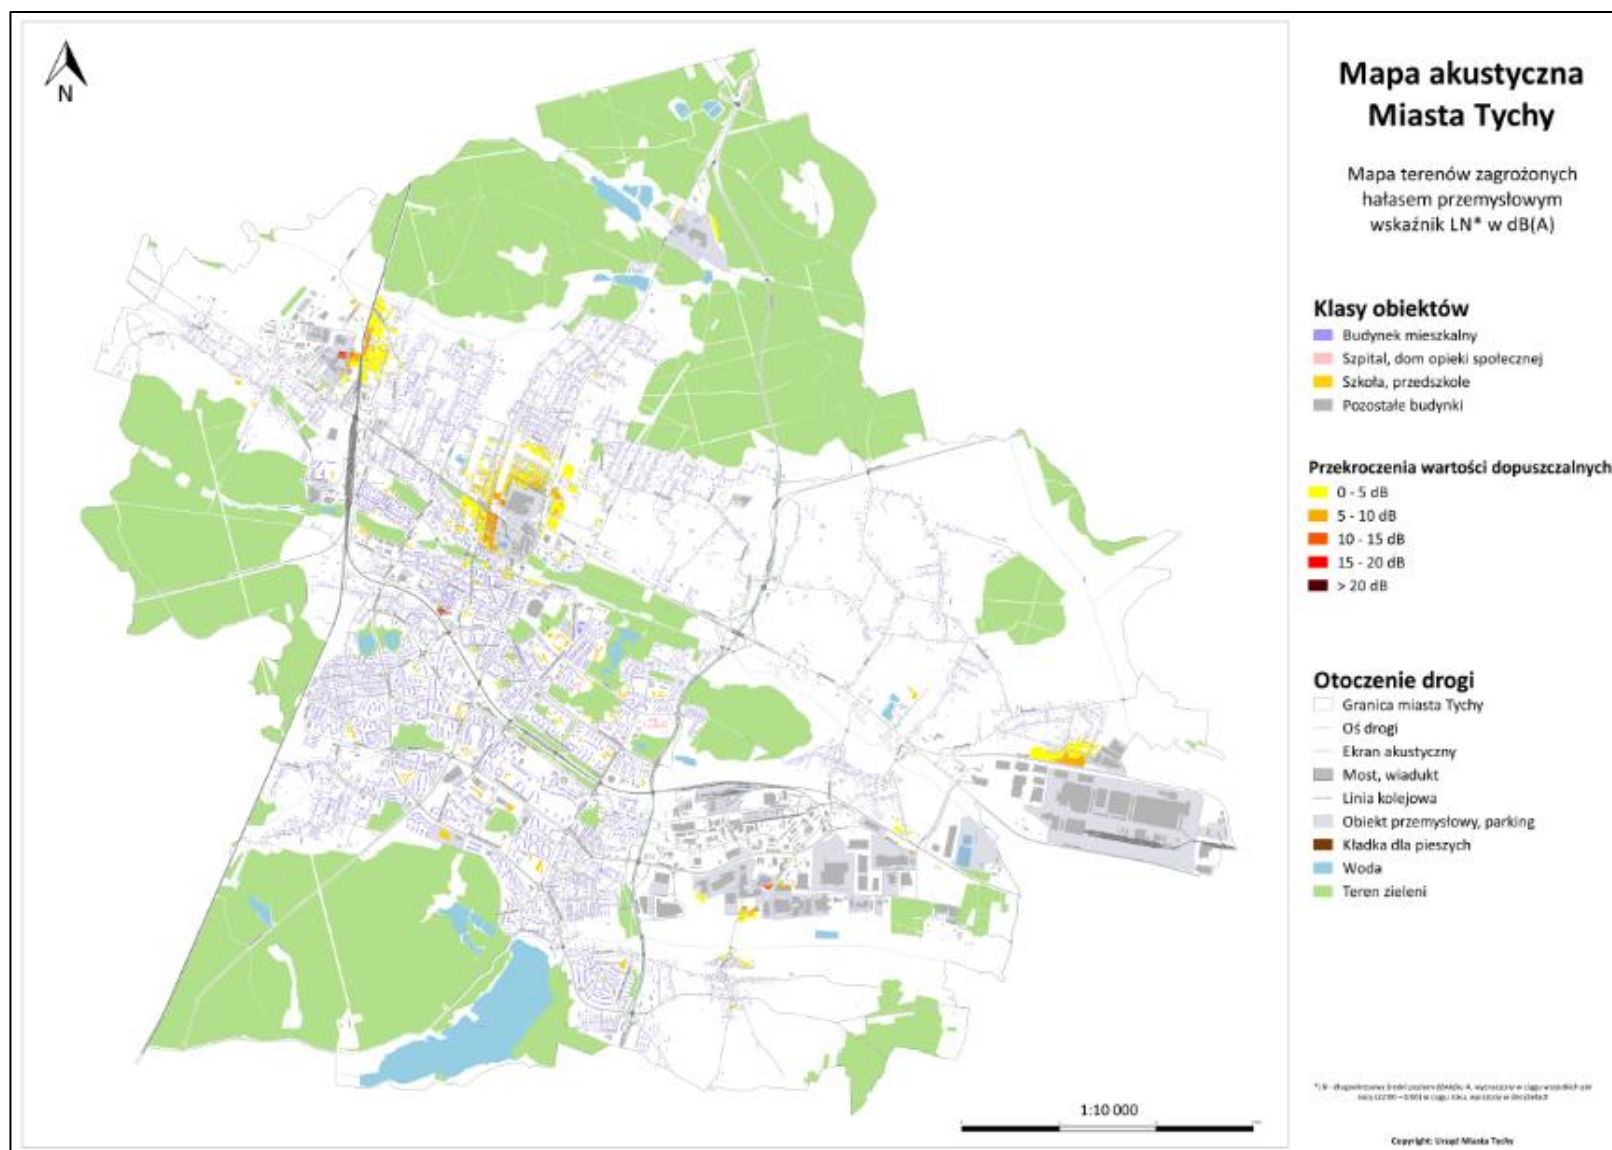 N
Mapa akustyczna
Miasta Tychy
Mapa terenów zagrożonych
hałasem przemysłowym
wskaźnik LN* w dB(A)
Klasy obiektów
Budynek mieszkalny
Szpital, dom opieki społecznej
Szkoła, przedszkole
Pozostałe budynki
Przekroczenia wartości dopuszczalnych
0 - 5 dB
5 - 10 dB
10 - 15 dB
15 - 20 dB
> 20 dB
Otoczenie drogi
Granica miasta Tychy
Oś drogi
Ekran akustyczny
Most, wiadukt
Linia kolejowa
Obiekt przemysłowy, parking
Kładka dla pieszych
Woda
Teren zieleni
1:10 000
Copyright: Urząd Miasta Tychy